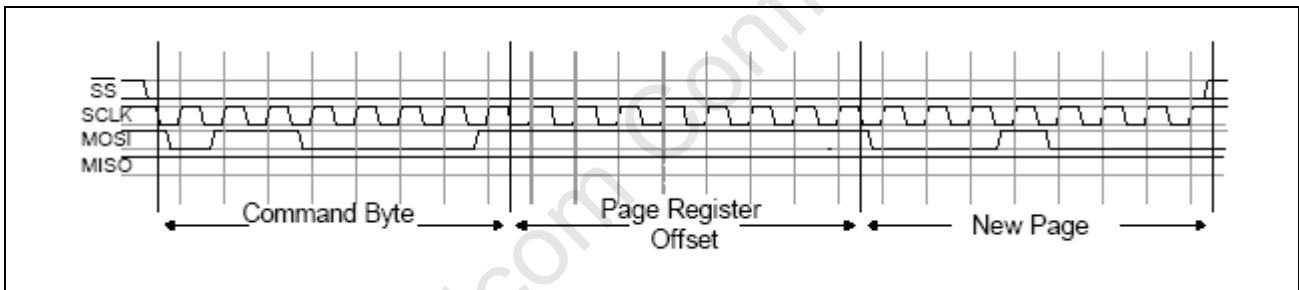 SS
SCLK
MOSI
MISO
Command Byte
Page Register
Offset
New Page